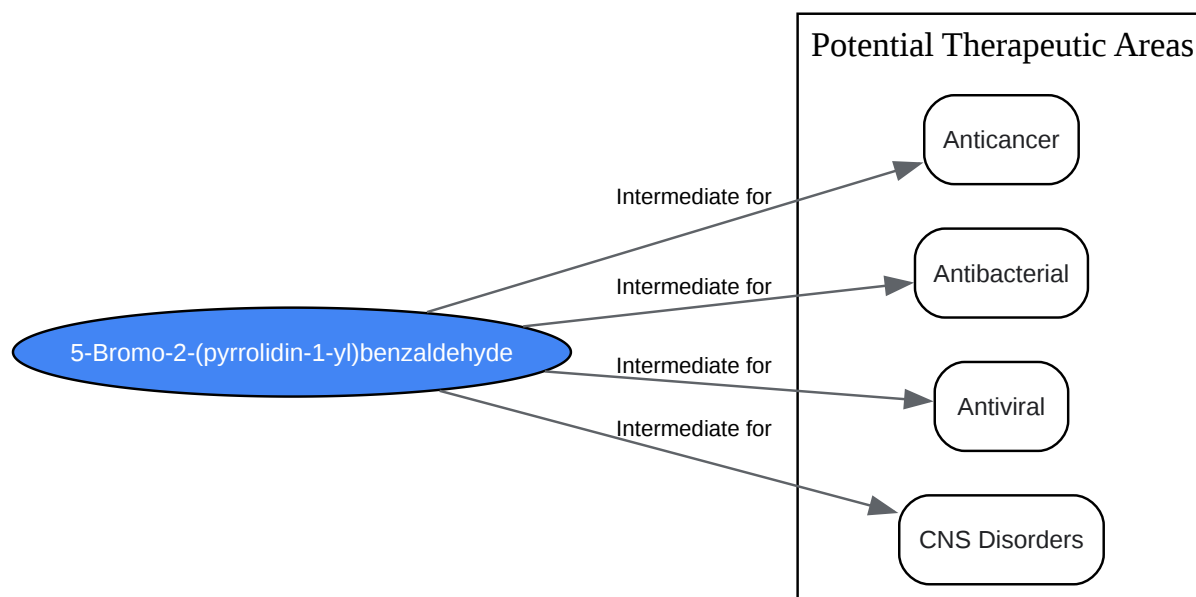 Potential Therapeutic Areas
Anticancer
Intermediate for
Antibacterial
Intermediate for
5-Bromo-2-(pyrrolidin-1-yl)benzaldehyde
Intermediate for
Antiviral
Intermediate for
CNS Disorders